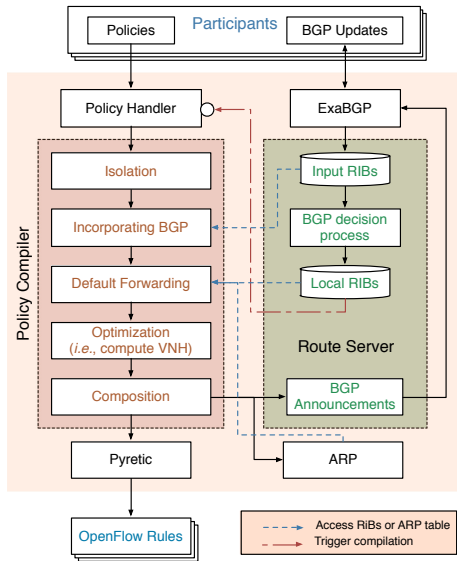 Participants
Policies
BGP Updates
Policy Handler
ExaBGP
Isolation
Input RIBs
Incorporating BGP
BGP decision
process
Default Forwarding
Local RIBs
Optimization
(i.e., compute VNH)
Route Server
Policy Compiler
Composition
BGP
Announcements
Pyretic
ARP
OpenFlow Rules
Access RiBs or ARP table
Trigger compilation